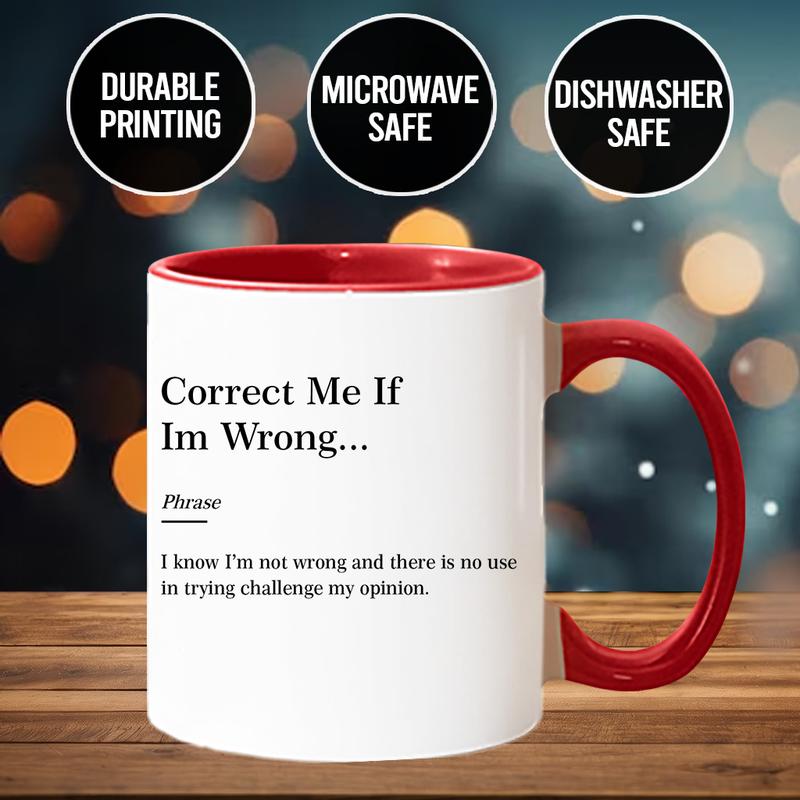 DURABLE
PRINTING
MICROWAVE
SAFE
DISHWASHER
SAFE
Correct Me If
Im Wrong...
Phrase
I know I’m not wrong and there is no use
in trying challenge my opinion.